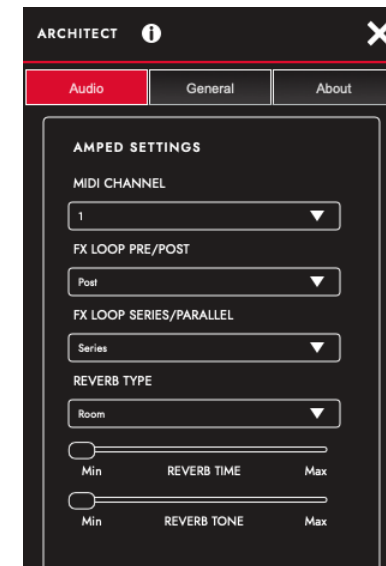 ARCHITECT i
Audio General About
AMPED SETTINGS
MIDI CHANNEL
1
FX LOOP PRE/POST
Post
FX LOOP SERIES/PARALLEL
Series
REVERB TYPE
Room
Min REVERB TIME Max
Min REVERB TONE Max